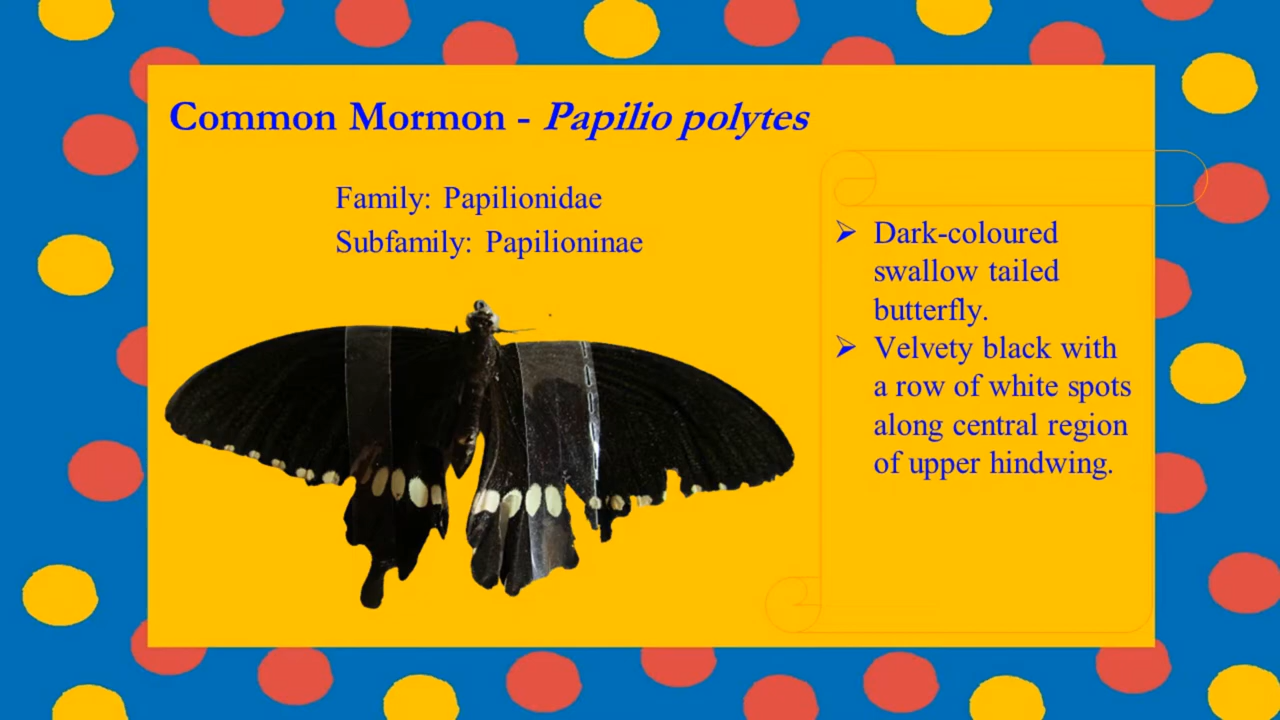 Common Mormon - Papilio polytes
Family: Papilionidae
Subfamily: Papilioninae
➢ Dark-coloured
swallow tailed
butterfly.
➢ Velvety black with
a row of white spots
along central region
of upper hindwing.